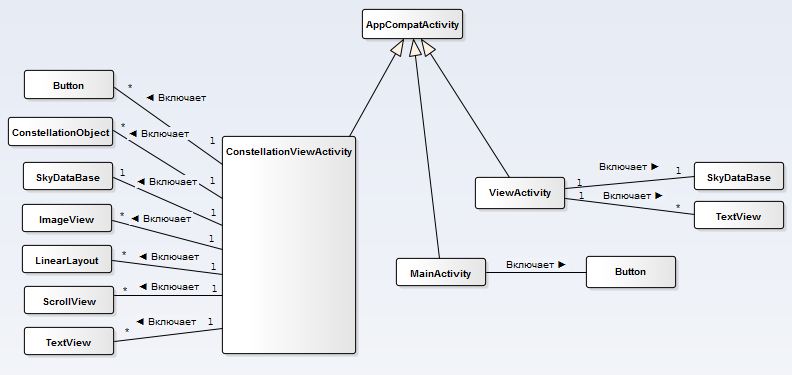 AppCompatActivity
Button
* ◄ Включает
1
ConstellationObject
* ◄ Включает
1
SkyDataBase
1 ◄ Включает
1
ImageView
* ◄ Включает
1
LinearLayout
* ◄ Включает
1
ScrollView
* ◄ Включает
1
TextView
* ◄ Включает
1
ConstellationViewActivity
ViewActivity
1 Включает ► 1
SkyDataBase
1 Включает ► *
TextView
MainActivity
Включает ►
Button